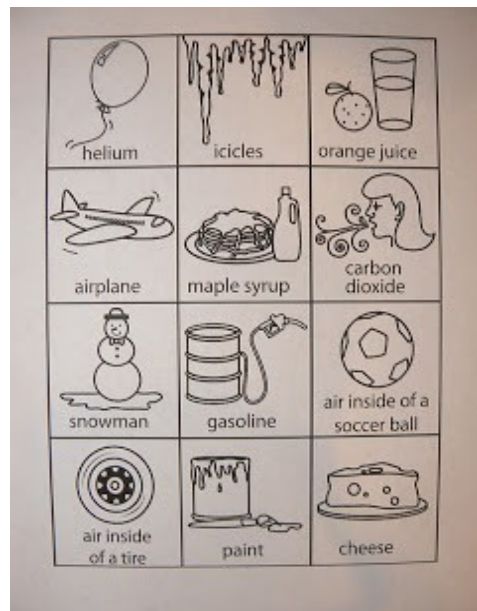 helium
icicles
orange juice
airplane
maple syrup
carbon
dioxide
snowman
gasoline
air inside of a
soccer ball
air inside
of a tire
paint
cheese